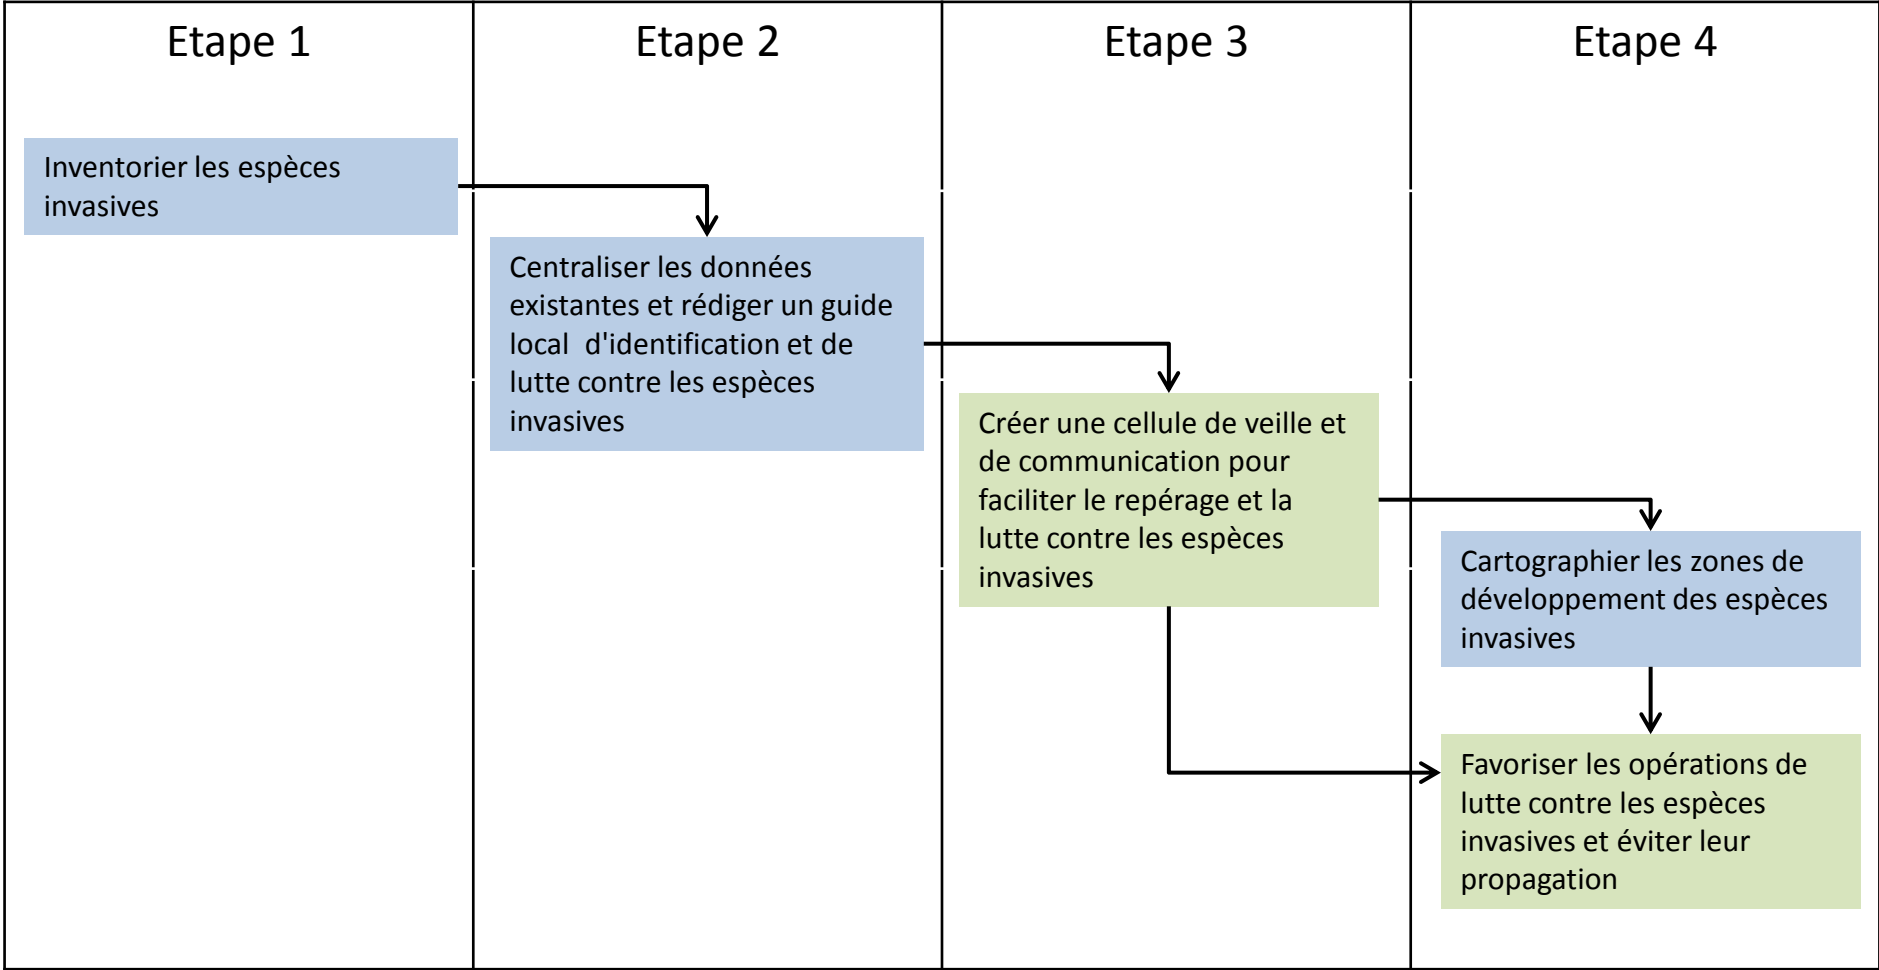 Etape 1
Etape 2
Etape 3
Etape 4
Inventorier les espèces
invasives
Centraliser les données
existantes et rédiger un guide
local  d'identification et de
lutte contre les espèces
invasives
Créer une cellule de veille et
de communication pour
faciliter le repérage et la
lutte contre les espèces
invasives
Cartographier les zones de
développement des espèces
invasives
Favoriser les opérations de
lutte contre les espèces
invasives et éviter leur
propagation